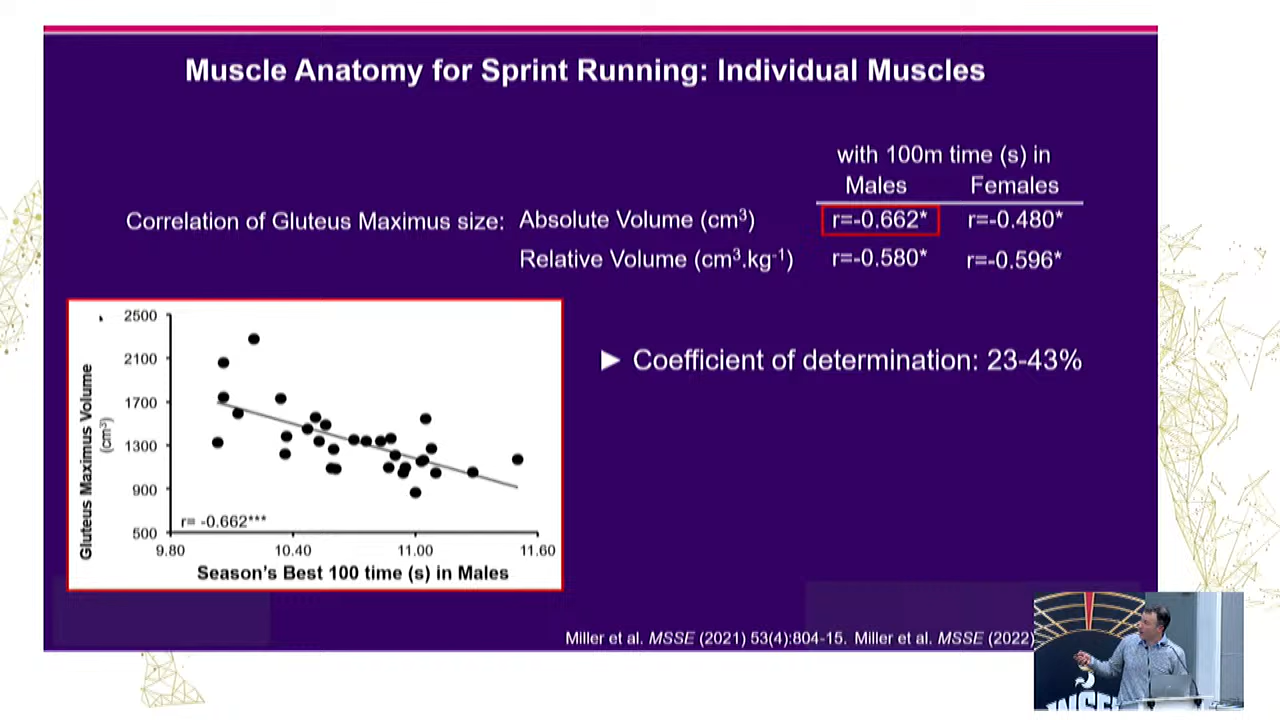 Muscle Anatomy for Sprint Running: Individual Muscles
with 100m time (s) in
Males Females
Correlation of Gluteus Maximus size: Absolute Volume (cm³) r=-0.662* r=-0.480*
Relative Volume (cm³.kg⁻¹) r=-0.580* r=-0.596*
► Coefficient of determination: 23-43%
Gluteus Maximus Volume
(cm³)
2500
2100
1700
1300
900
500
r= -0.662***
9.80 10.40 11.00 11.60
Season's Best 100 time (s) in Males
Miller et al. MSSE (2021) 53(4):804-15. Miller et al. MSSE (2022)